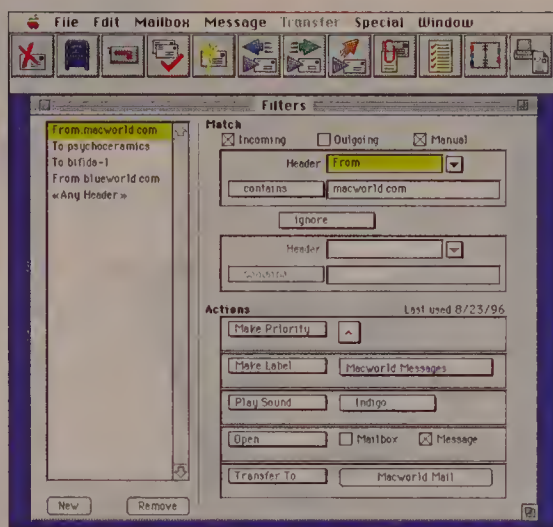 File Edit Mailbox Message Transfer Special Window
Filters
From:macworld com
To psychoceramics
To bifida-l
From blueworld com
«Any Header»
New
Remove
Match
Incoming
Outgoing
Manual
Header
From
contains
macworld com
ignore
Header
contains
Actions
Last used 8/23/96
Make Priority
Make Label
Macworld Messages
Play Sound
Indigo
Open
Mailbox
Message
Transfer To
Macworld Mail